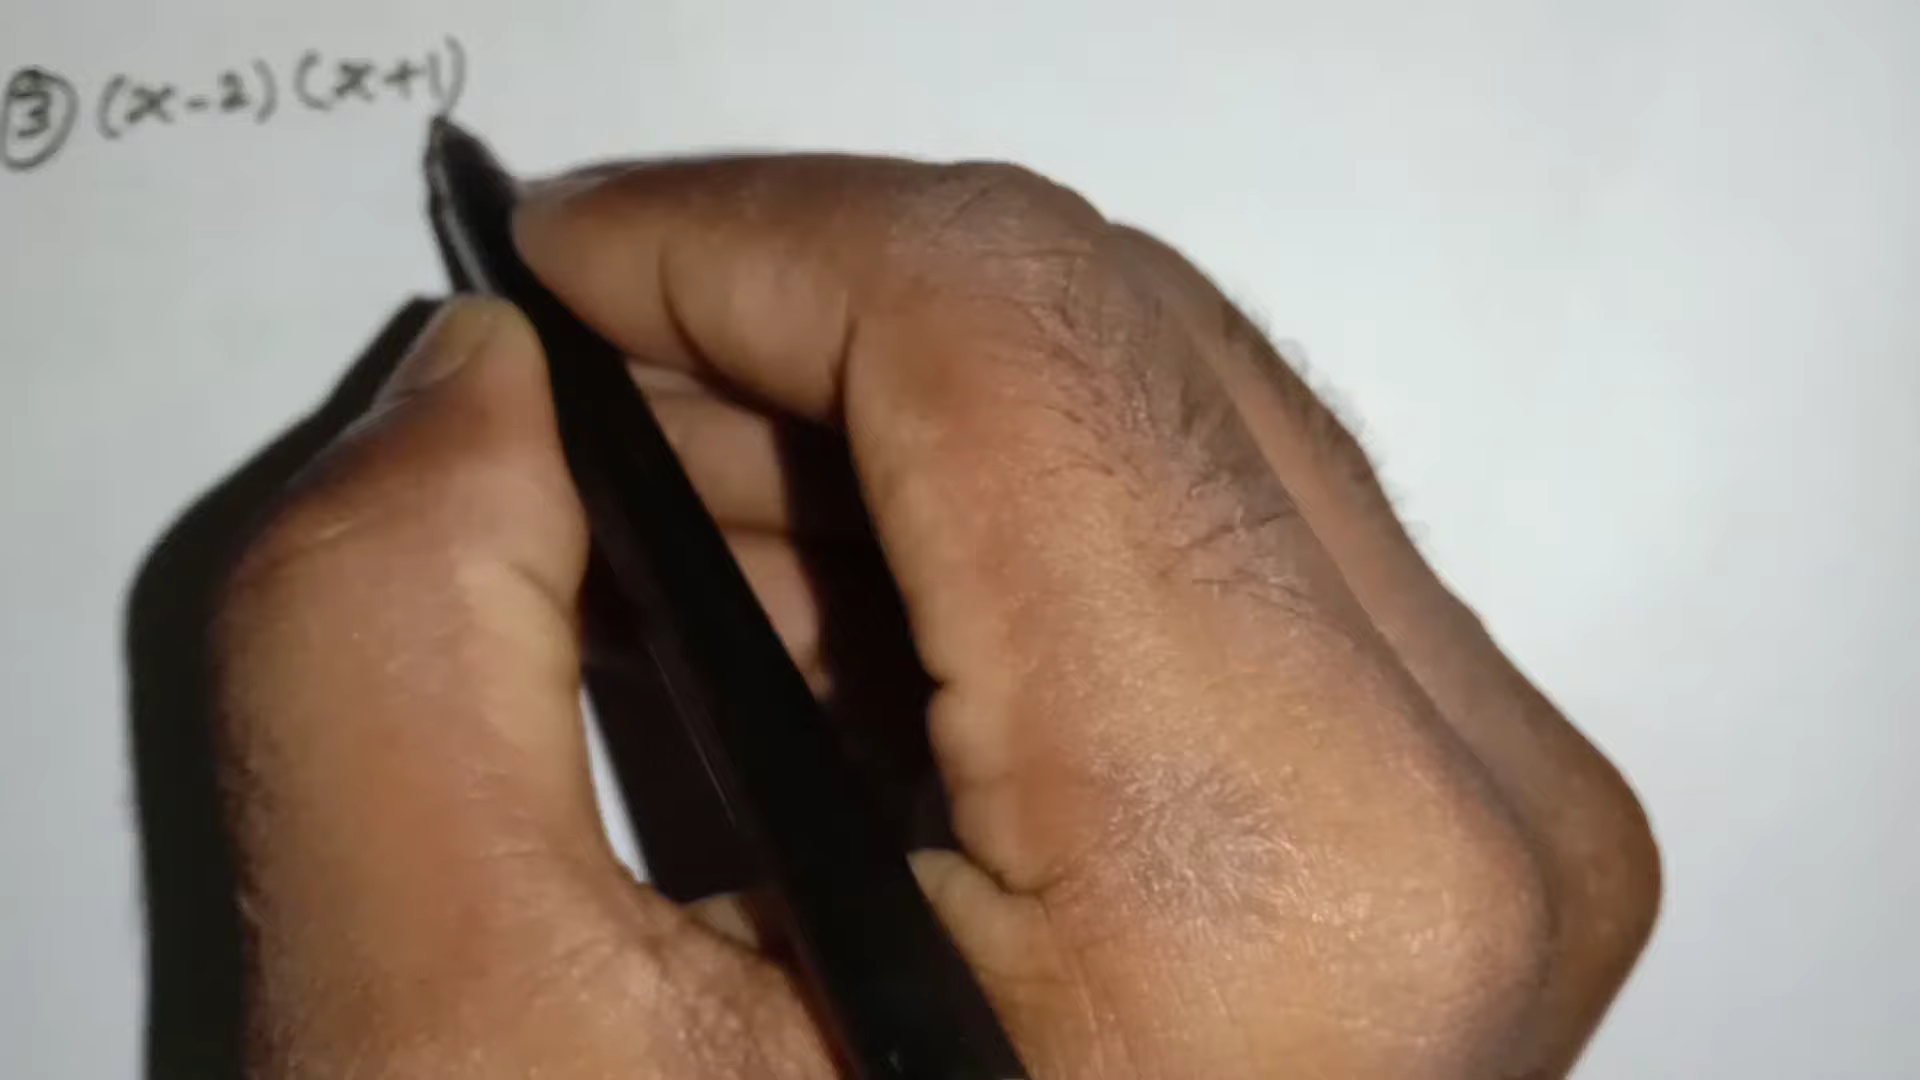 ③ (x-2) (x+1)